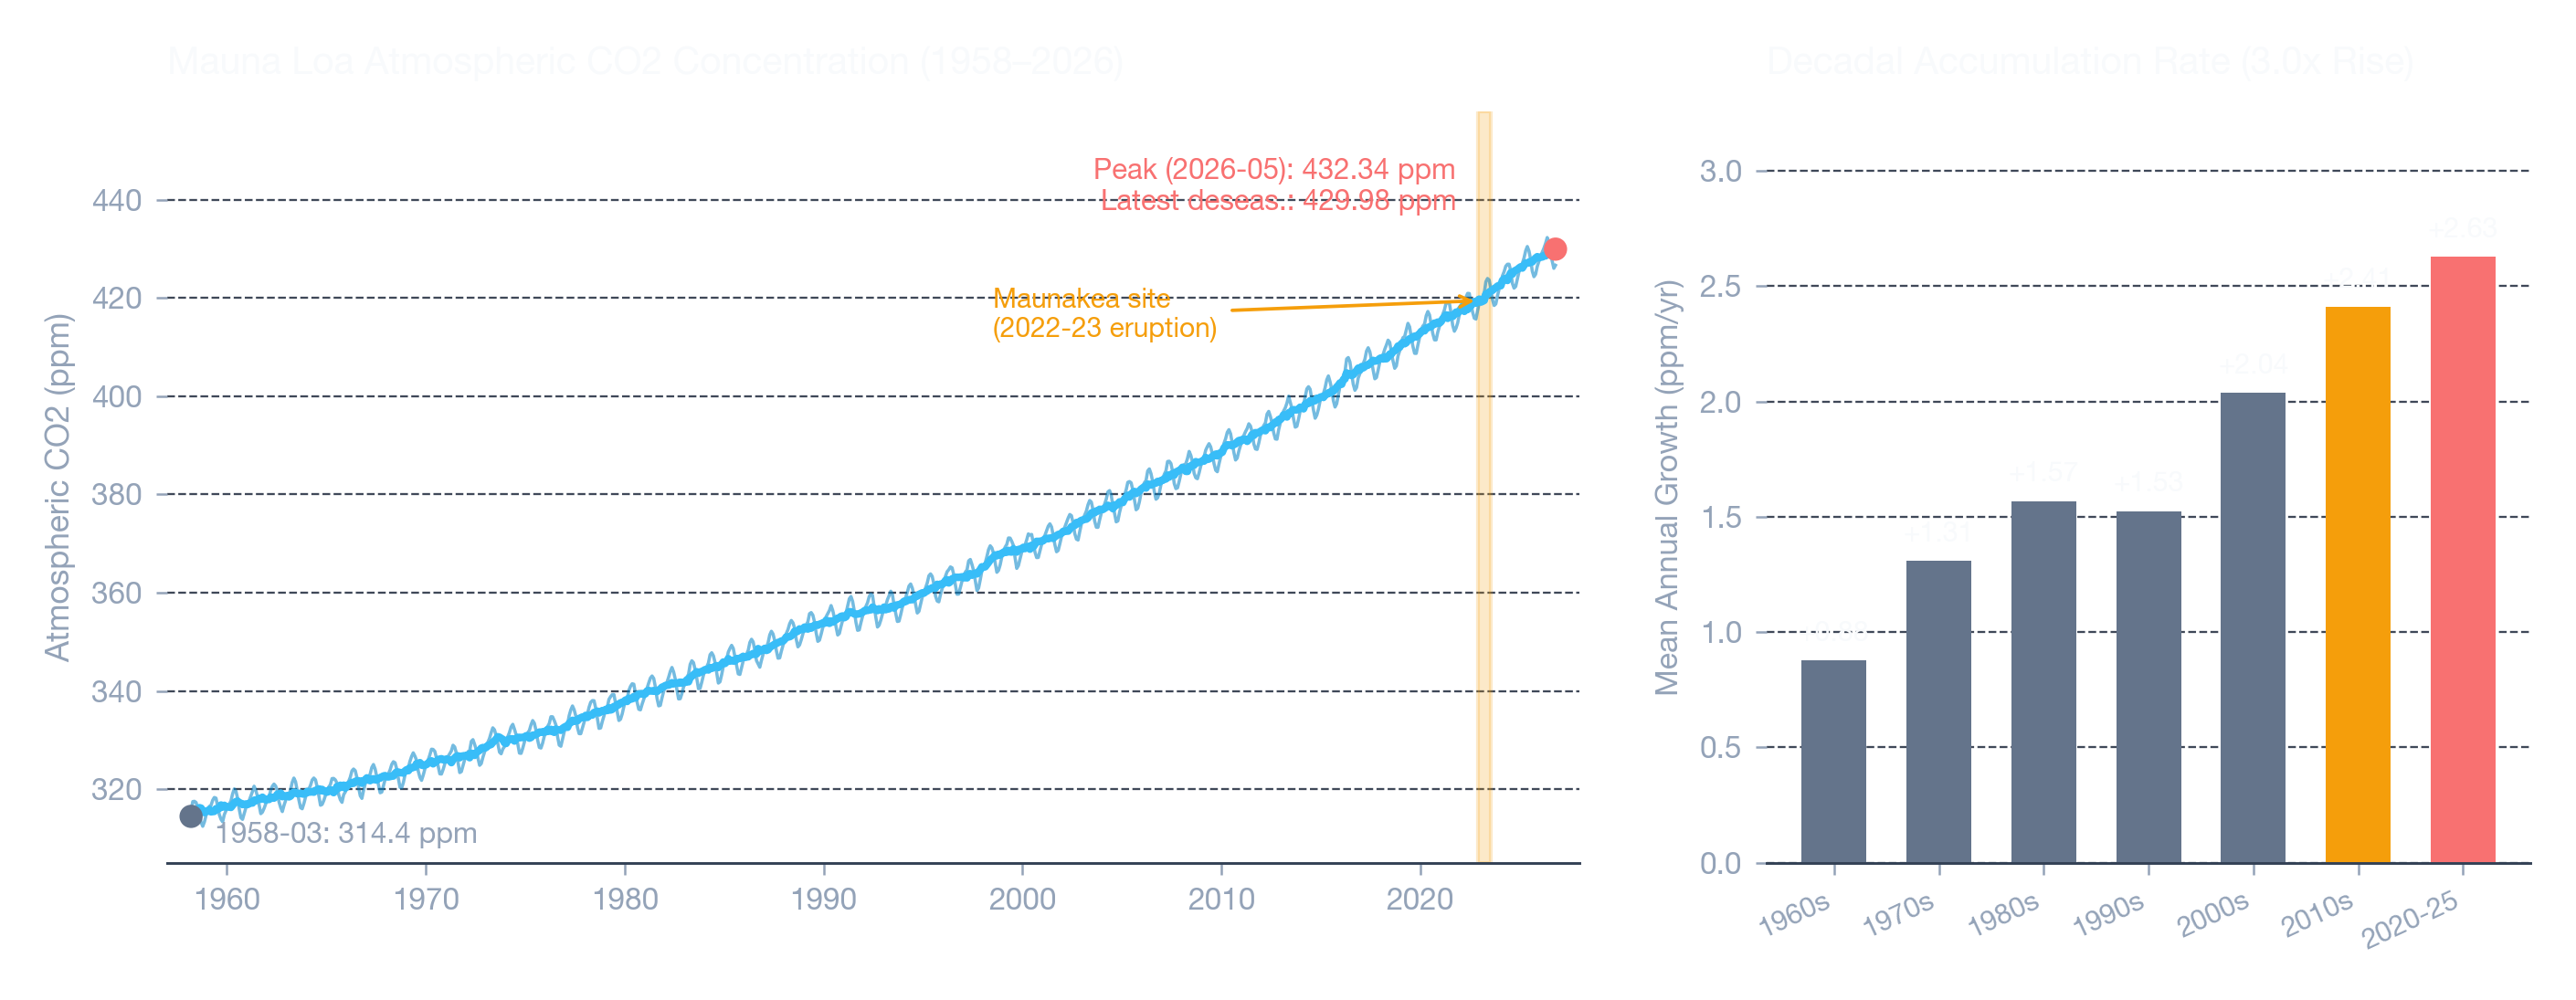 Mauna Loa Atmospheric CO2 Concentration (1958–2026)
Atmospheric CO2 (ppm)
440
420
400
380
360
340
320
Peak (2026-05): 432.34 ppm
Latest deseas.: 429.98 ppm
Maunakea site
(2022-23 eruption)
1958-03: 314.4 ppm
1960
1970
1980
1990
2000
2010
2020
Decadal Accumulation Rate (3.0x Rise)
Mean Annual Growth (ppm/yr)
3.0
2.5
2.0
1.5
1.0
0.5
0.0
+1.31
+1.57
+1.53
+2.04
+2.41
+2.63
1960s
1970s
1980s
1990s
2000s
2010s
2020-25